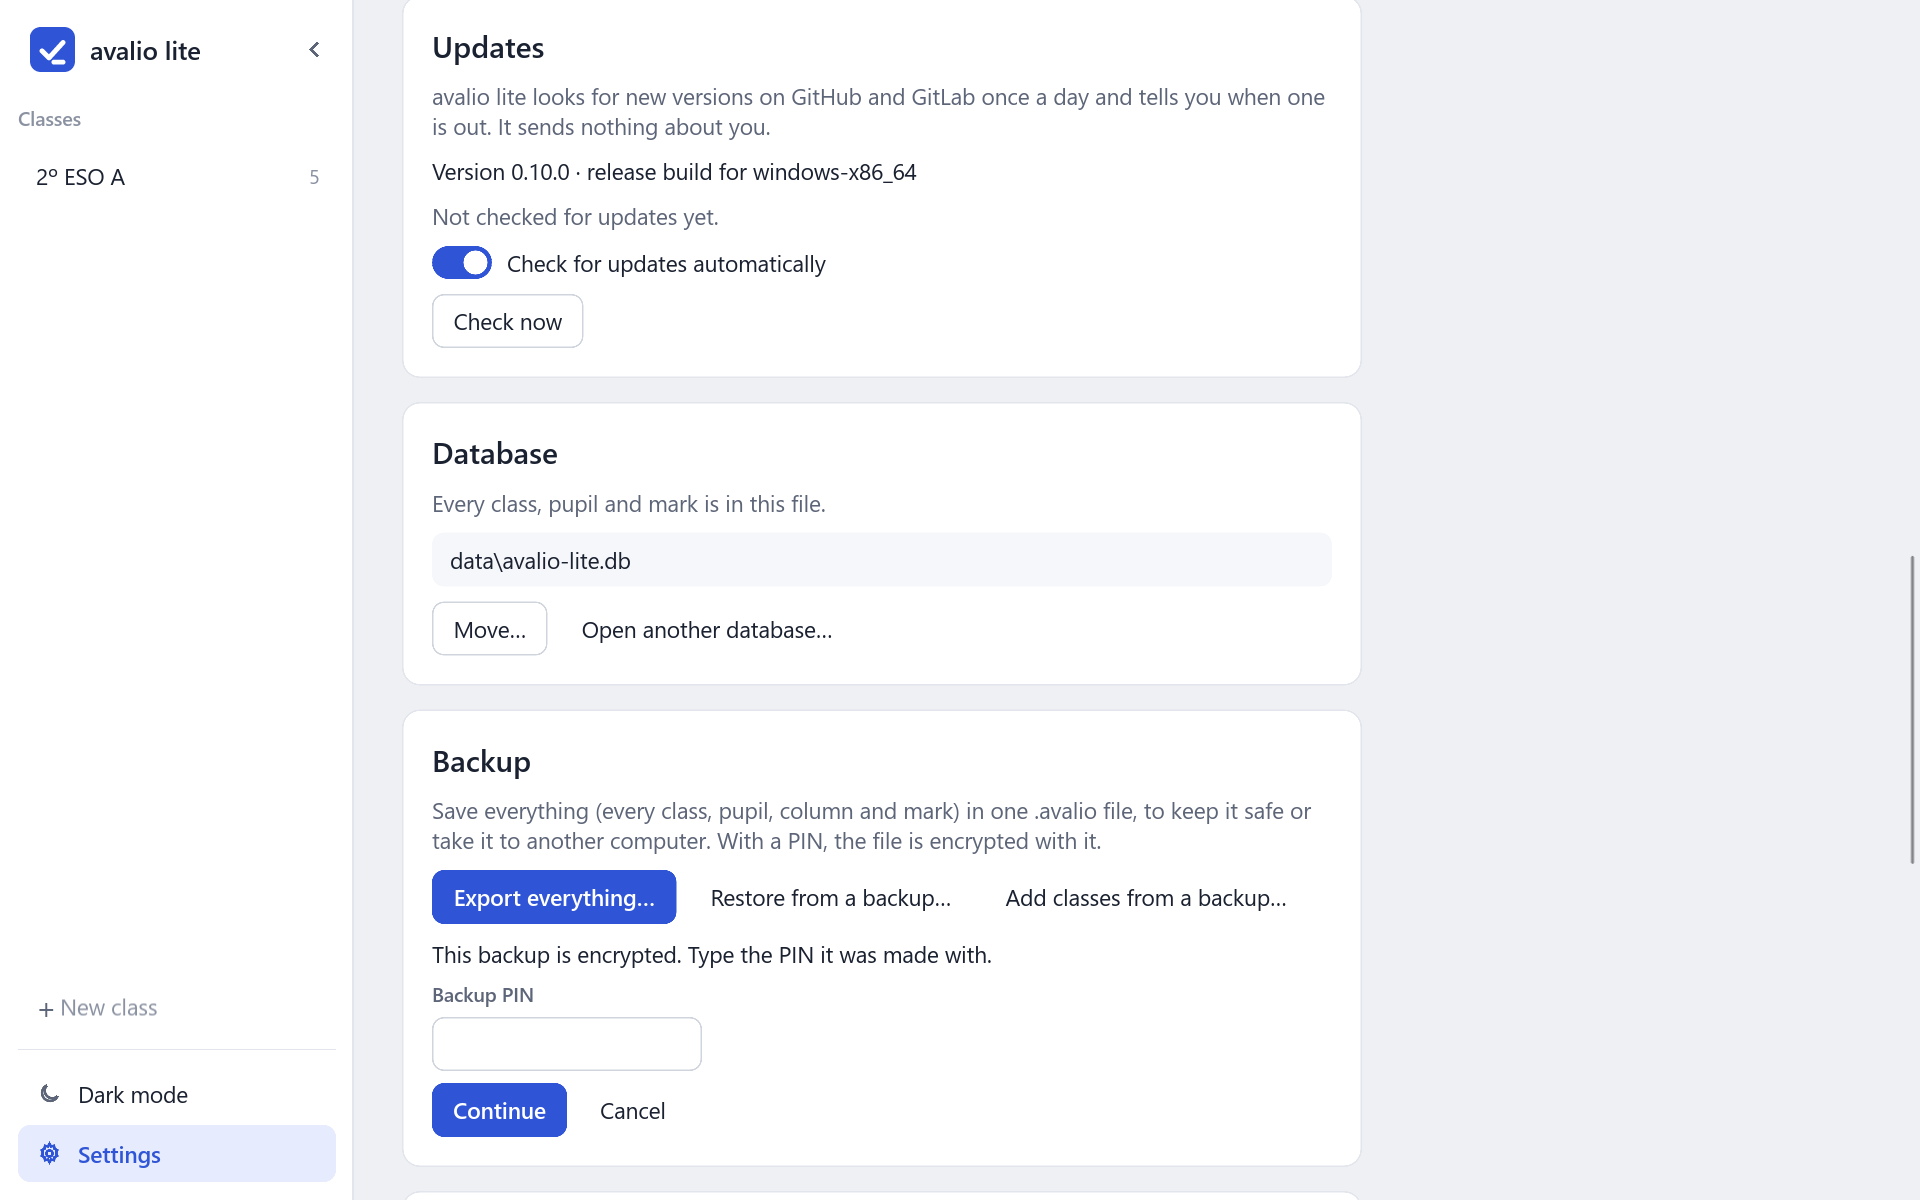 avalio lite
Classes
2º ESO A
5
+ New class
Dark mode
Settings
Updates
avalio lite looks for new versions on GitHub and GitLab once a day and tells you when one
is out. It sends nothing about you.
Version 0.10.0 · release build for windows-x86_64
Not checked for updates yet.
Check for updates automatically
Check now
Database
Every class, pupil and mark is in this file.
data\avalio-lite.db
Move...
Open another database...
Backup
Save everything (every class, pupil, column and mark) in one .avalio file, to keep it safe or
take it to another computer. With a PIN, the file is encrypted with it.
Export everything...
Restore from a backup...
Add classes from a backup...
This backup is encrypted. Type the PIN it was made with.
Backup PIN
Continue
Cancel